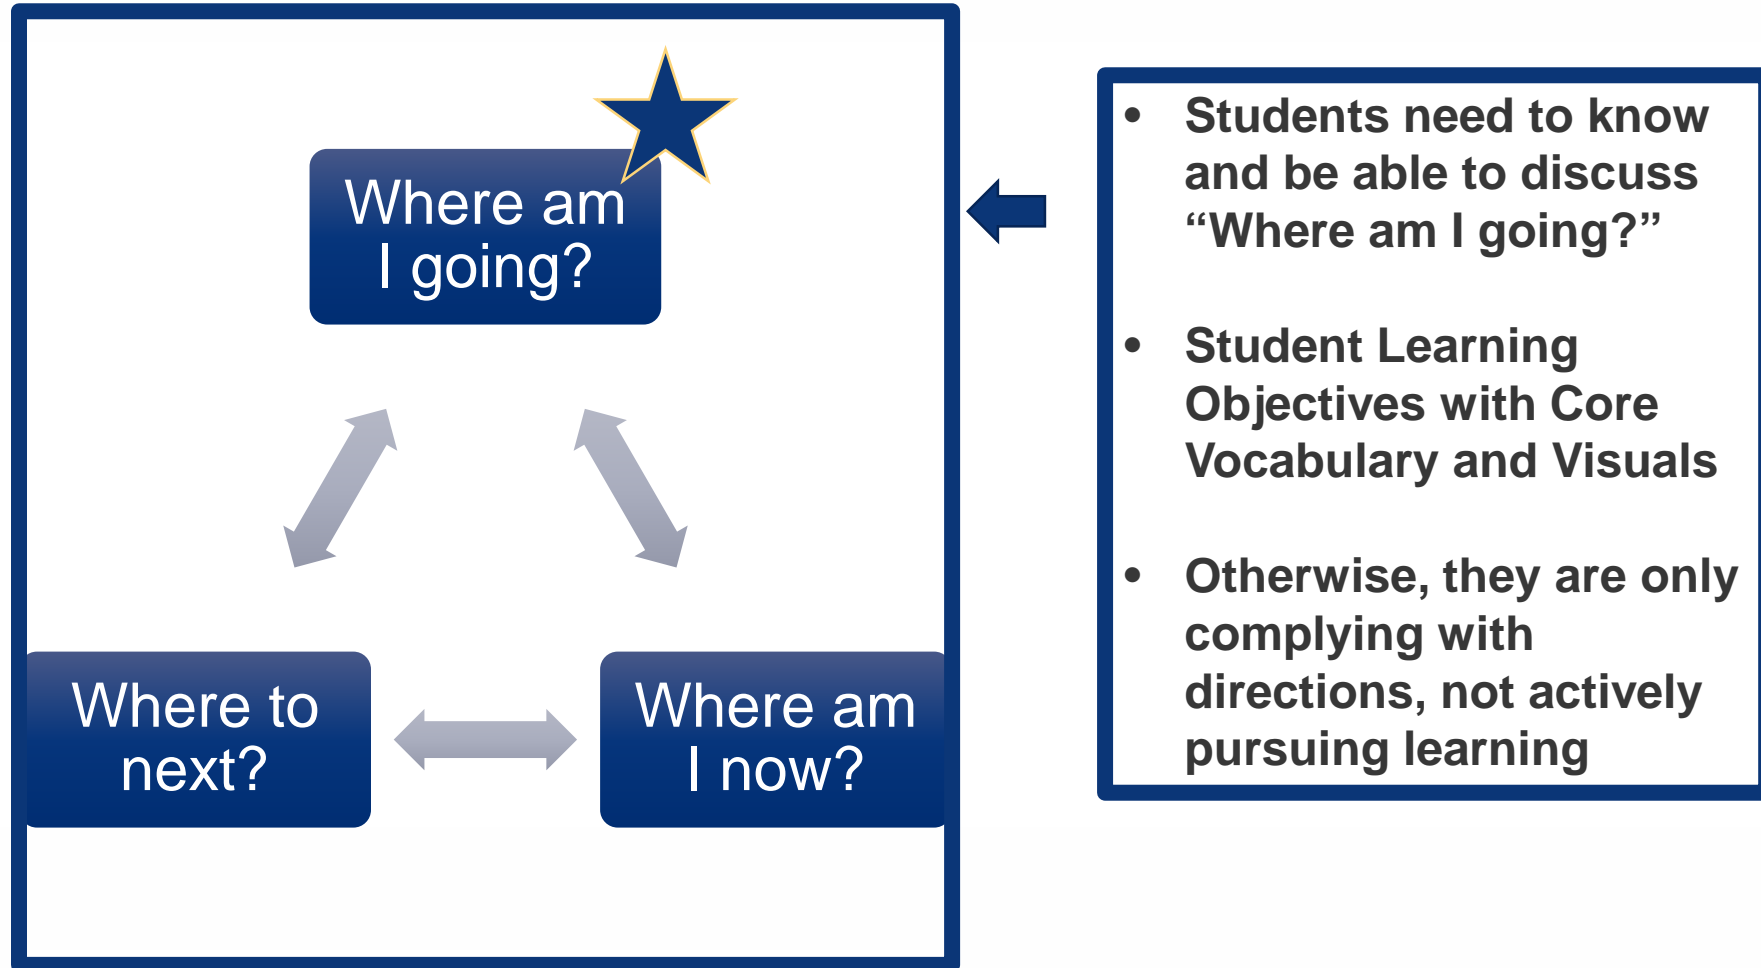 Where am
I going?
Where to
next?
Where am
I now?
• Students need to know
and be able to discuss
“Where am I going?”
• Student Learning
Objectives with Core
Vocabulary and Visuals
• Otherwise, they are only
complying with
directions, not actively
pursuing learning